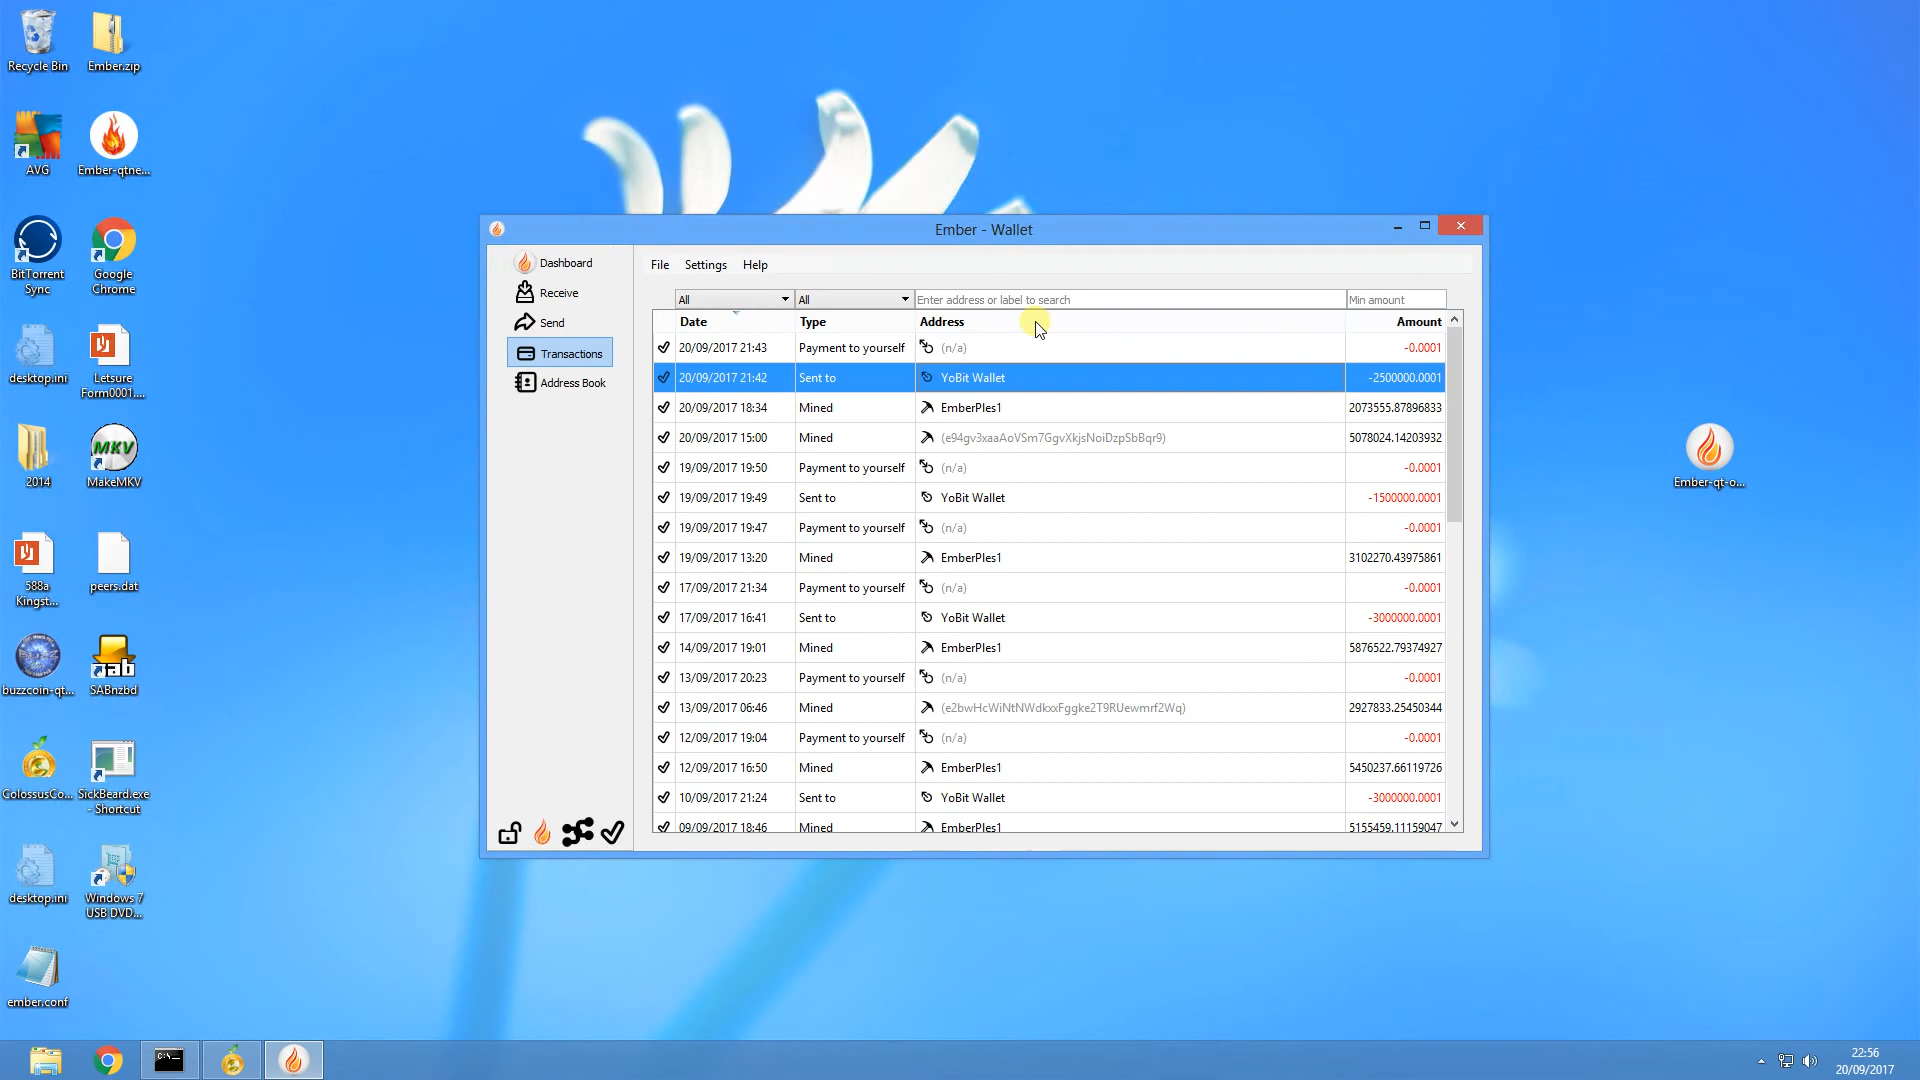 Recycle Bin
Ember.zip
AVG
Ember-qtne...
BitTorrent
Sync
Google
Chrome
desktop.ini
Letsure
Form0001....
2014
MakeMKV
MKV
588a
Kingst...
peers.dat
buzzcoin-qt...
SABnzbd
ab
ColossusCo...
SickBeard.exe
- Shortcut
desktop.ini
Windows 7
USB DVD...
ember.conf
Ember-qt-o...
Ember - Wallet
Dashboard
Receive
Send
Transactions
Address Book
File Settings Help
All All Enter address or label to search Min amount
Date Type Address Amount
20/09/2017 21:43 Payment to yourself (n/a) -0.0001
20/09/2017 21:42 Sent to YoBit Wallet -2500000.0001
20/09/2017 18:34 Mined EmberPles1 2073555.87896833
20/09/2017 15:00 Mined (e94gv3xaaAoVSm7GgvXkjsNoiDzpSbBqr9) 5078024.14203932
19/09/2017 19:50 Payment to yourself (n/a) -0.0001
19/09/2017 19:49 Sent to YoBit Wallet -1500000.0001
19/09/2017 19:47 Payment to yourself (n/a) -0.0001
19/09/2017 13:20 Mined EmberPles1 3102270.43975861
17/09/2017 21:34 Payment to yourself (n/a) -0.0001
17/09/2017 16:41 Sent to YoBit Wallet -3000000.0001
14/09/2017 19:01 Mined EmberPles1 5876522.79374927
13/09/2017 20:23 Payment to yourself (n/a) -0.0001
13/09/2017 06:46 Mined (e2bwHcWiNtNWdkxxFggke2T9RUewmrf2Wq) 2927833.25450344
12/09/2017 19:04 Payment to yourself (n/a) -0.0001
12/09/2017 16:50 Mined EmberPles1 5450237.66119726
10/09/2017 21:24 Sent to YoBit Wallet -3000000.0001
09/09/2017 18:46 Mined EmberPles1 5155459.11159047
C:\
22:56
20/09/2017